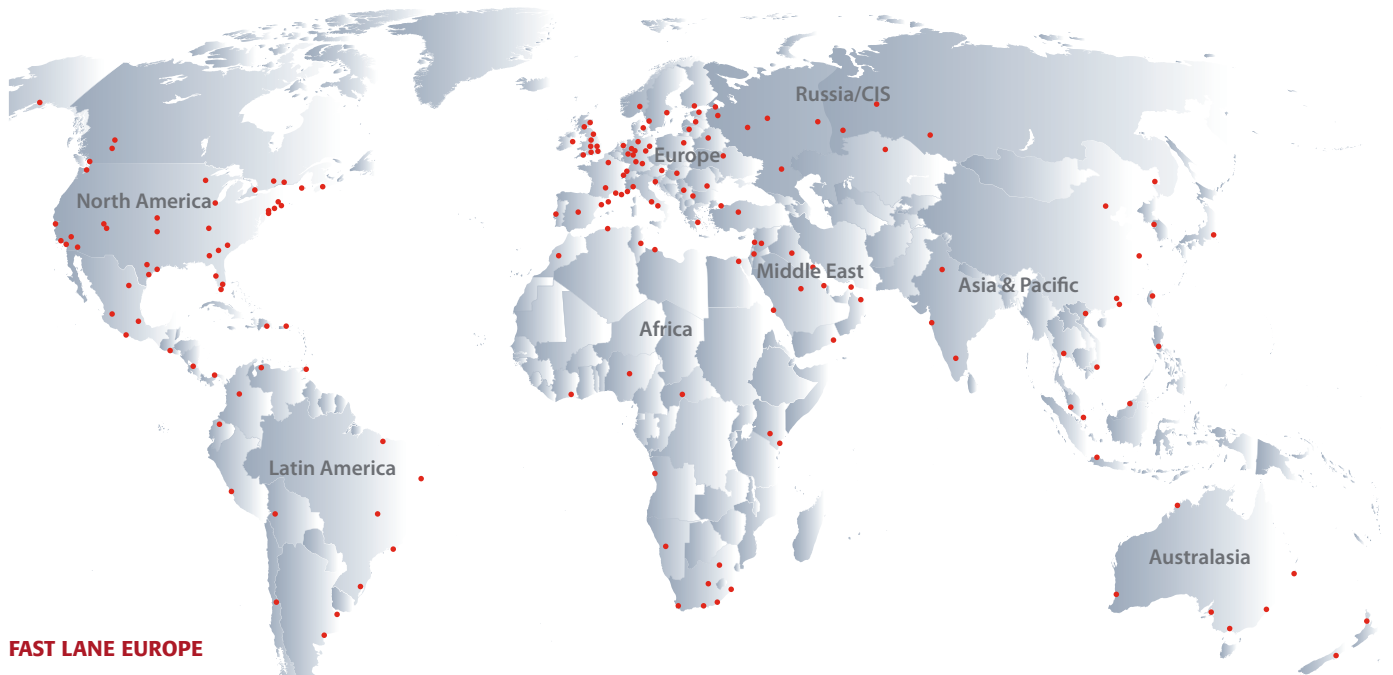 Russia/CIS
Europe
North America
Middle East
Asia & Pacific
Africa
Latin America
Australasia
FAST LANE EUROPE